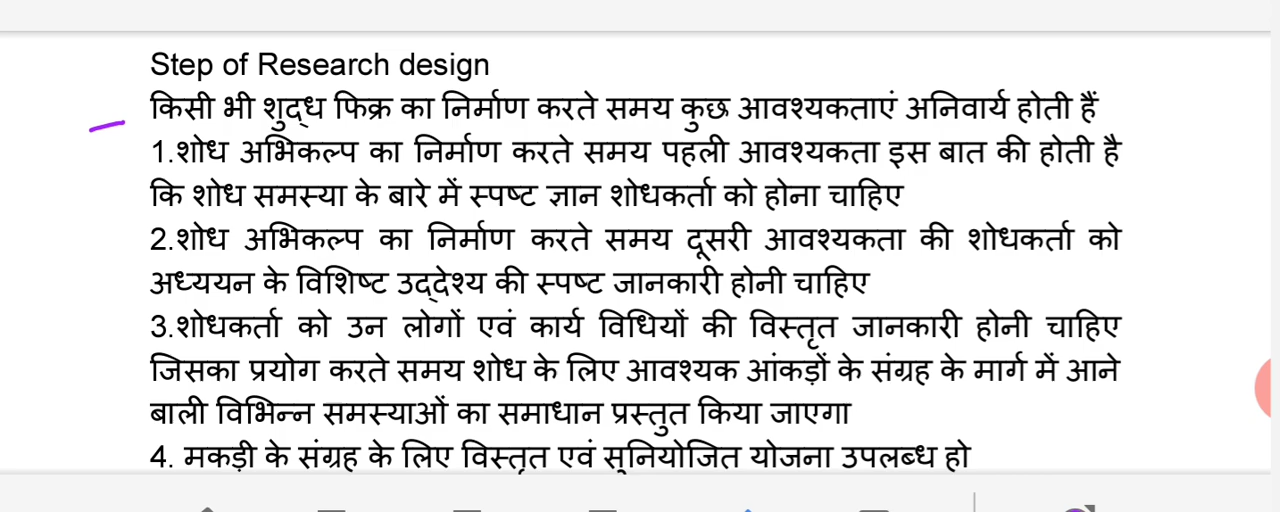 Step of Research design
किसी भी शुद्ध फिक्र का निर्माण करते समय कुछ आवश्यकताएं अनिवार्य होती हैं
1.शोध अभिकल्प का निर्माण करते समय पहली आवश्यकता इस बात की होती है
कि शोध समस्या के बारे में स्पष्ट ज्ञान शोधकर्ता को होना चाहिए
2.शोध अभिकल्प का निर्माण करते समय दूसरी आवश्यकता की शोधकर्ता को
अध्ययन के विशिष्ट उद्देश्य की स्पष्ट जानकारी होनी चाहिए
3.शोधकर्ता को उन लोगों एवं कार्य विधियों की विस्तृत जानकारी होनी चाहिए
जिसका प्रयोग करते समय शोध के लिए आवश्यक आंकड़ों के संग्रह के मार्ग में आने
बाली विभिन्न समस्याओं का समाधान प्रस्तुत किया जाएगा
4. मकड़ी के संग्रह के लिए विस्तृत एवं सुनियोजित योजना उपलब्ध हो